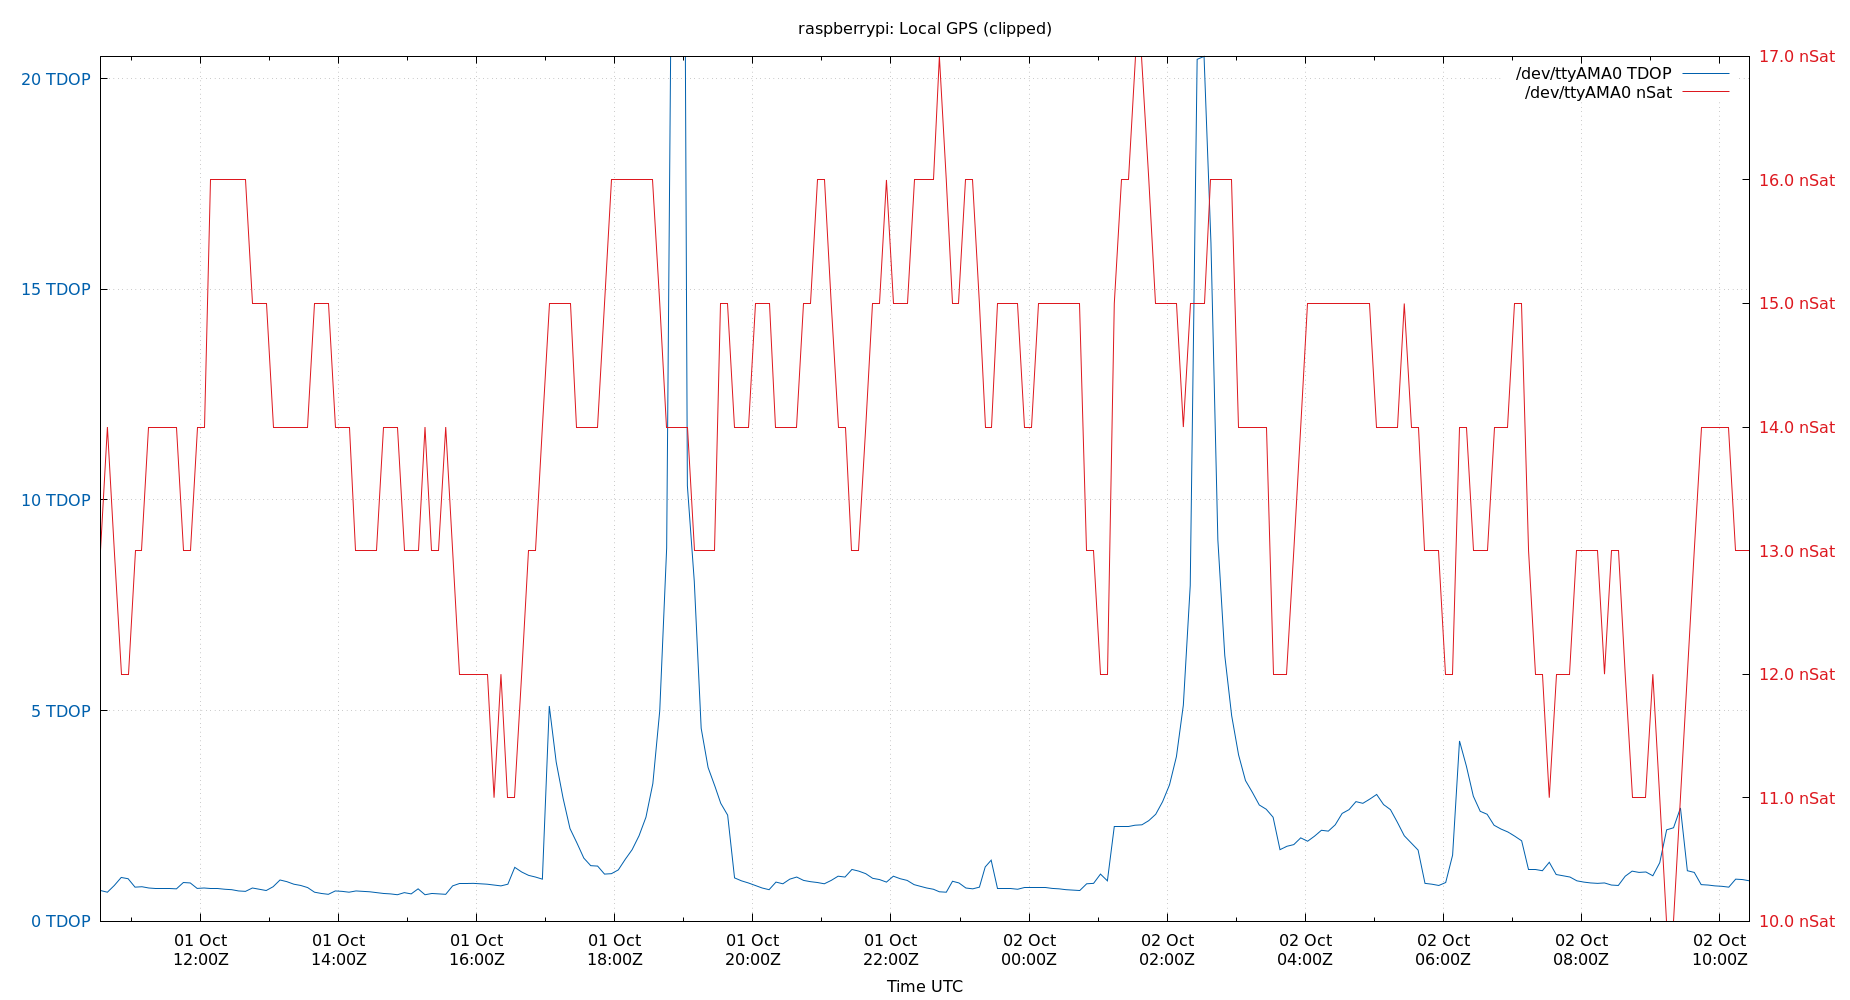 raspberrypi: Local GPS (clipped)
/dev/ttyAMA0 TDOP
/dev/ttyAMA0 nSat
20 TDOP
15 TDOP
10 TDOP
5 TDOP
0 TDOP
17.0 nSat
16.0 nSat
15.0 nSat
14.0 nSat
13.0 nSat
12.0 nSat
11.0 nSat
10.0 nSat
01 Oct
12:00Z
01 Oct
14:00Z
01 Oct
16:00Z
01 Oct
18:00Z
01 Oct
20:00Z
01 Oct
22:00Z
02 Oct
00:00Z
02 Oct
02:00Z
02 Oct
04:00Z
02 Oct
06:00Z
02 Oct
08:00Z
02 Oct
10:00Z
Time UTC